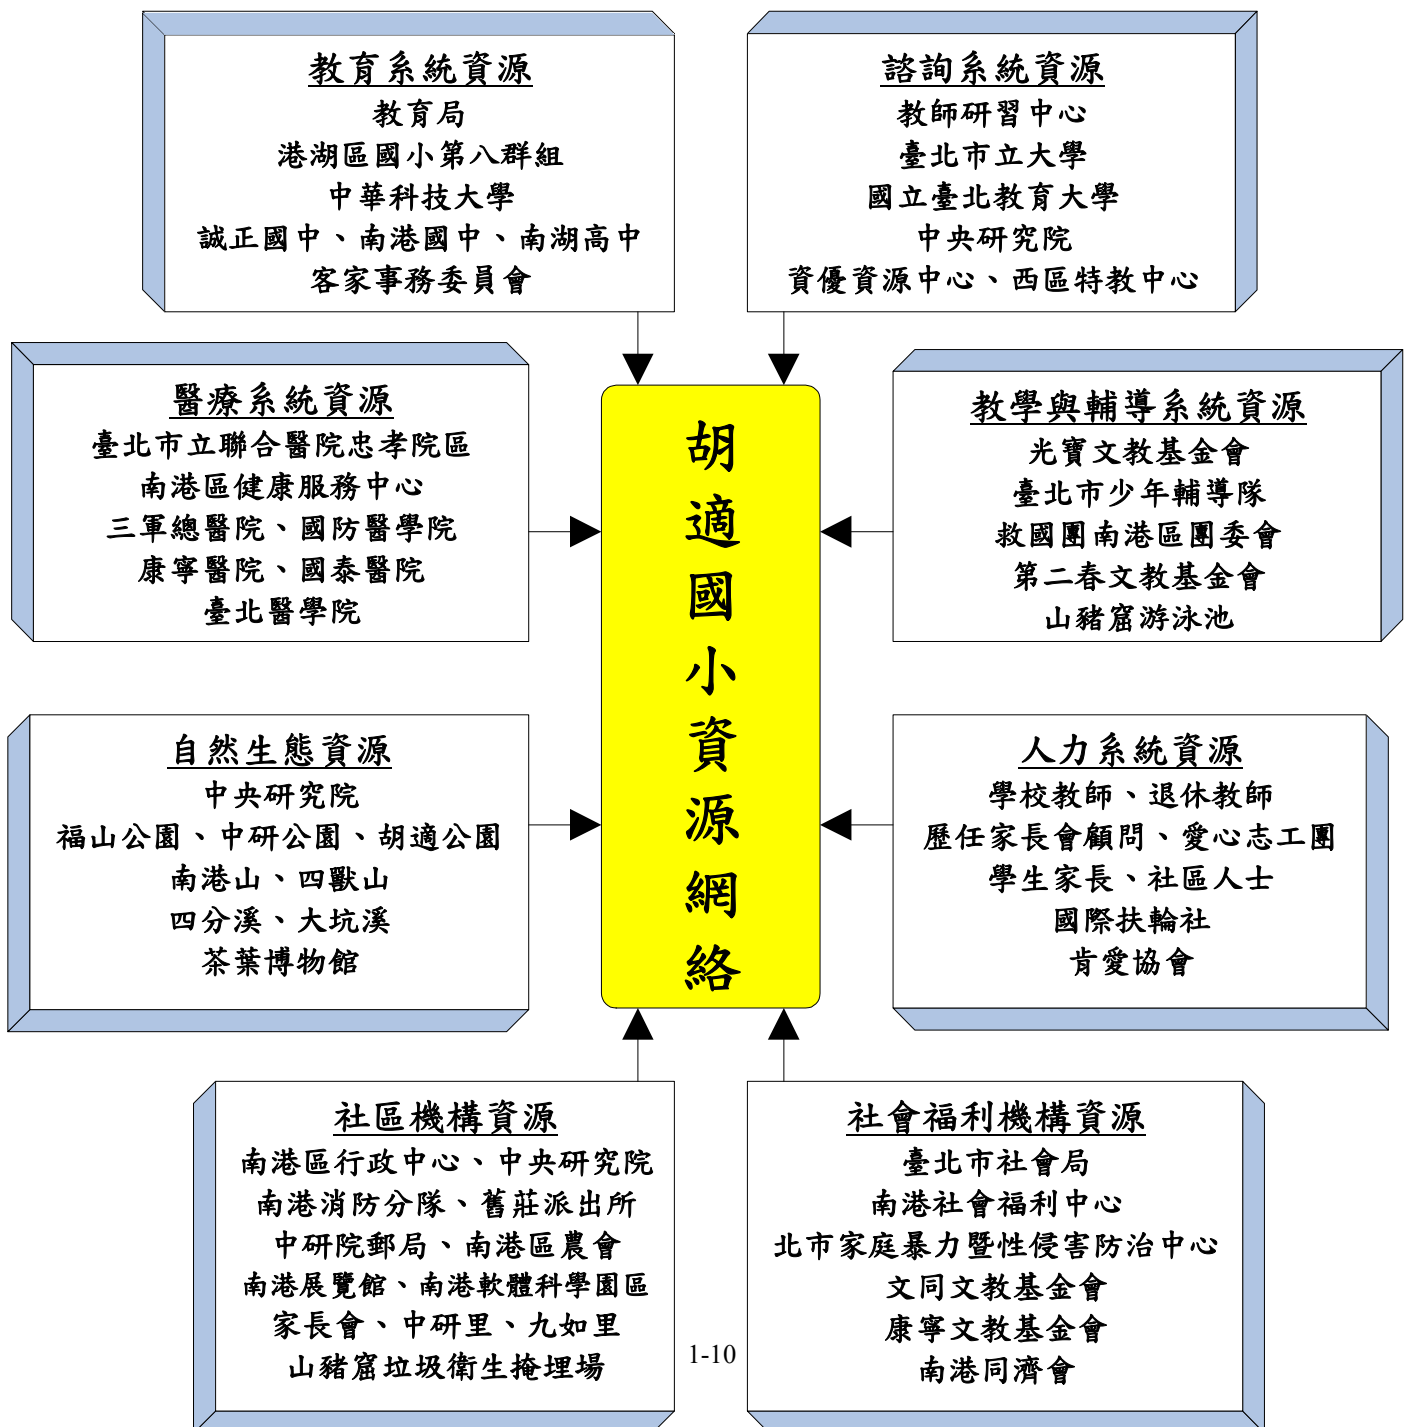 教育系統資源
教育局
港湖區國小第八群組
中華科技大學
誠正國中、南港國中、南湖高中
客家事務委員會
諮詢系統資源
教師研習中心
臺北市立大學
國立臺北教育大學
中央研究院
資優資源中心、西區特教中心
醫療系統資源
臺北市立聯合醫院忠孝院區
南港區健康服務中心
三軍總醫院、國防醫學院
康寧醫院、國泰醫院
臺北醫學院
胡適國小資源網絡
教學與輔導系統資源
光寶文教基金會
臺北市少年輔導隊
救國團南港區團委會
第二春文教基金會
山豬窟游泳池
自然生態資源
中央研究院
福山公園、中研公園、胡適公園
南港山、四獸山
四分溪、大坑溪
茶葉博物館
人力系統資源
學校教師、退休教師
歷任家長會顧問、愛心志工團
學生家長、社區人士
國際扶輪社
肯愛協會
社區機構資源
南港區行政中心、中央研究院
南港消防分隊、舊莊派出所
中研院郵局、南港區農會
南港展覽館、南港軟體科學園區
家長會、中研里、九如里
山豬窟垃圾衛生掩埋場
社會福利機構資源
臺北市社會局
南港社會福利中心
北市家庭暴力暨性侵害防治中心
文同文教基金會
康寧文教基金會
南港同濟會
1-10